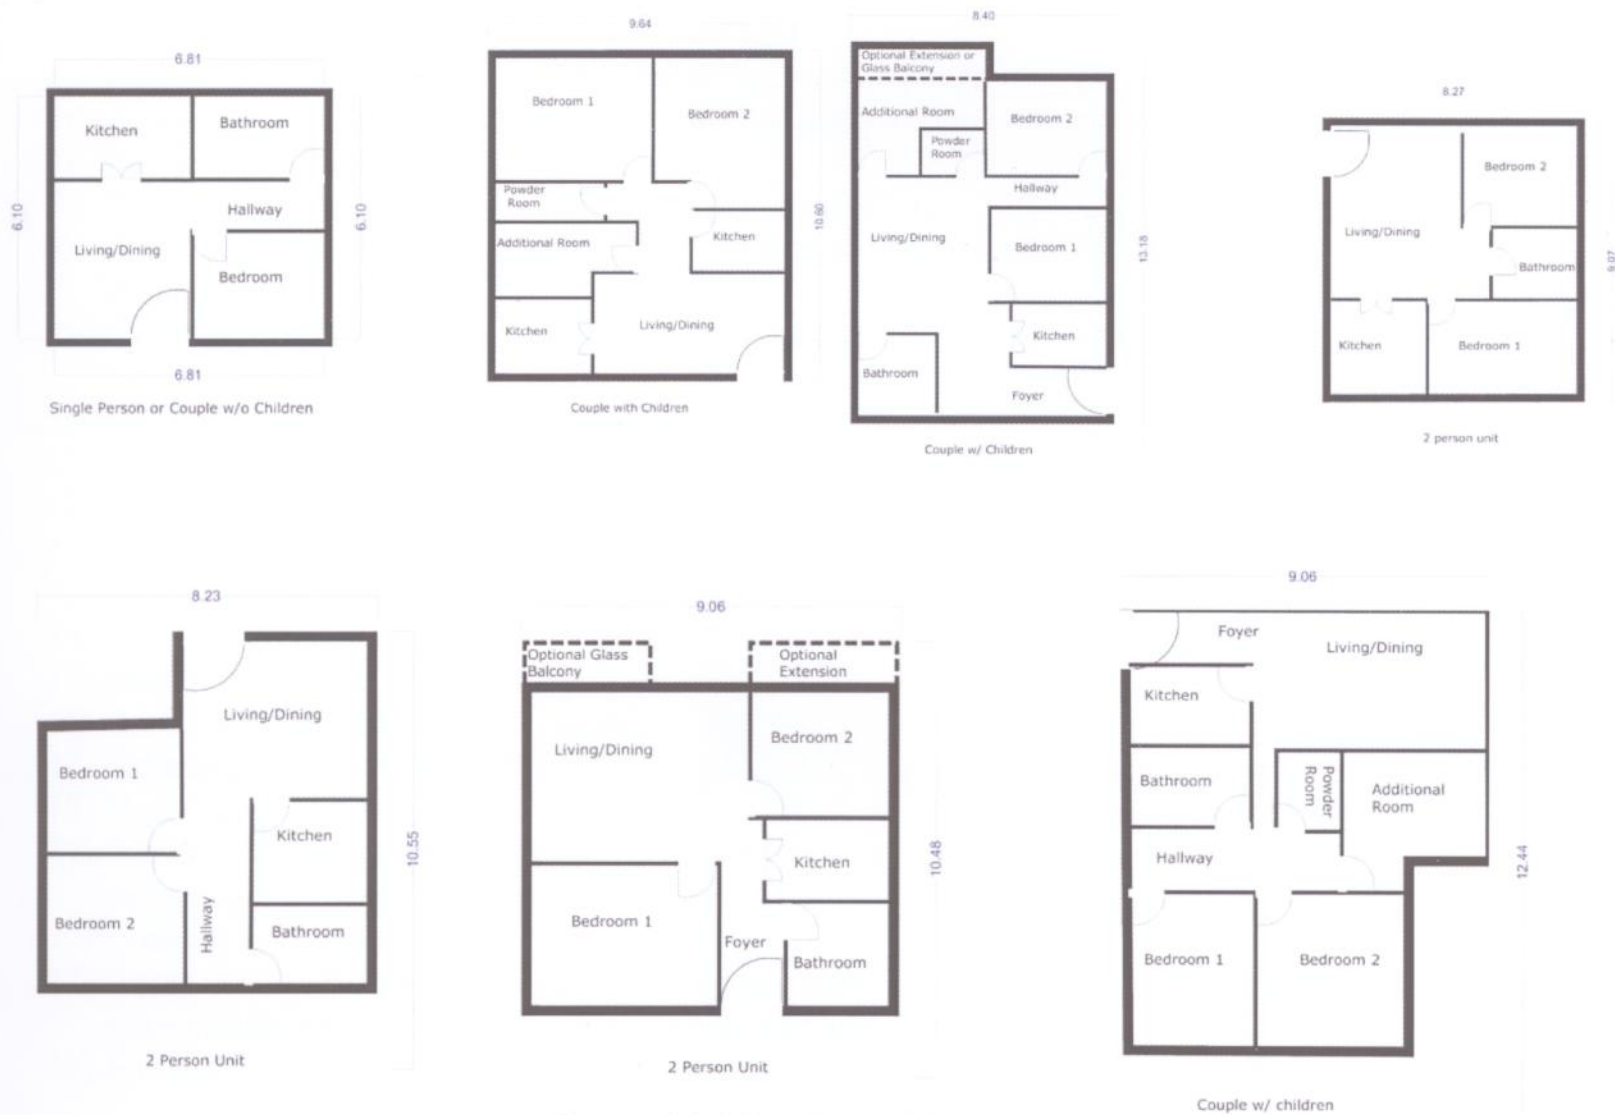 6.81
6.10
Kitchen
Bathroom
Hallway
6.10
Living/Dining
Bedroom
6.81
Single Person or Couple w/o Children
9.64
Bedroom 1
Bedroom 2
Powder
Room
Additional Room
Kitchen
Kitchen
Living/Dining
10.60
Couple with Children
8.40
Optional Extension or
Glass Balcony
Additional Room
Powder
Room
Bedroom 2
Hallway
Living/Dining
Bedroom 1
Kitchen
Bathroom
Foyer
13.18
Couple w/ Children
8.27
Bedroom 2
Living/Dining
Bathroom
Kitchen
Bedroom 1
9.07
2 person unit
8.23
Living/Dining
Bedroom 1
Kitchen
Bedroom 2
Hallway
Bathroom
10.55
2 Person Unit
9.06
Optional Glass
Balcony
Optional
Extension
Living/Dining
Bedroom 2
Kitchen
Bedroom 1
Foyer
Bathroom
10.48
2 Person Unit
9.06
Foyer
Living/Dining
Kitchen
Bathroom
Powder
Room
Additional
Room
Hallway
Bedroom 1
Bedroom 2
12.44
Couple w/ children